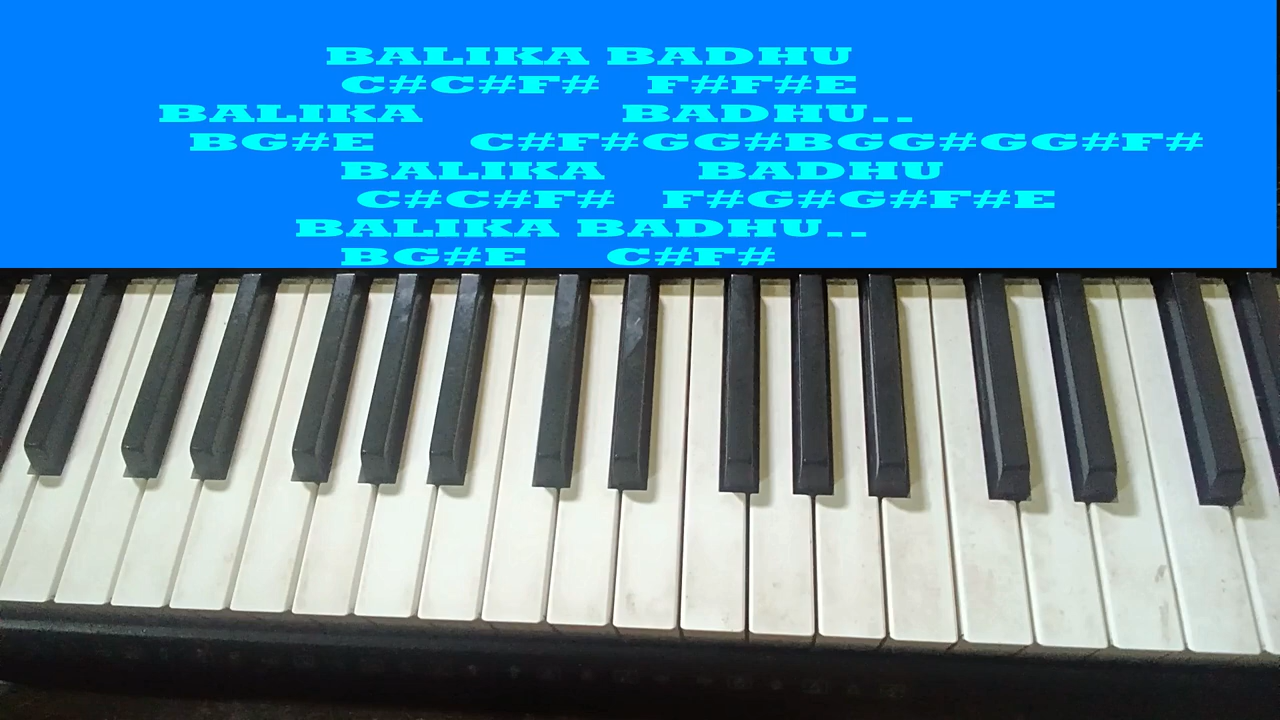 BALIKA BADHU
C#C#F# F#F#E
BALIKA BADHU..
BG#E C#F#GG#BGG#GG#F#
BALIKA BADHU
C#C#F# F#G#G#F#E
BALIKA BADHU..
BG#E C#F#